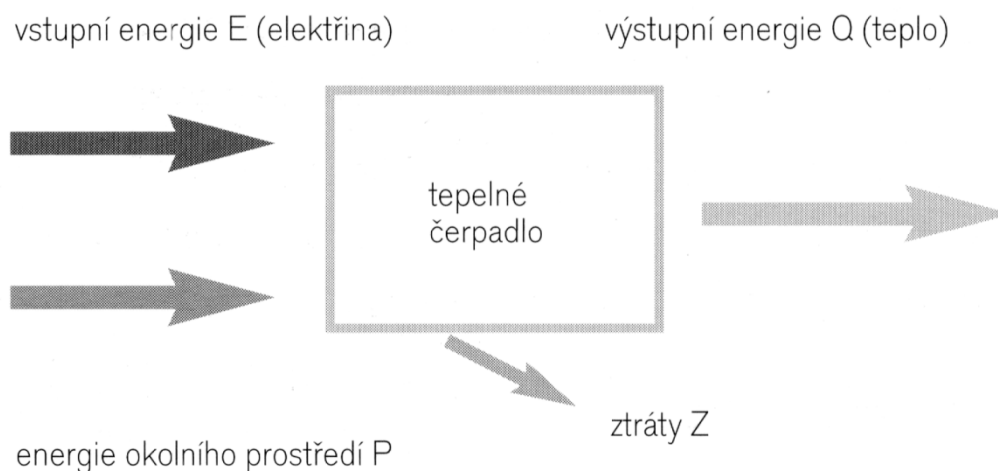 vstupní energie E (elektřina)
výstupní energie Q (teplo)
tepelné
čerpadlo
ztráty Z
energie okolního prostředí P